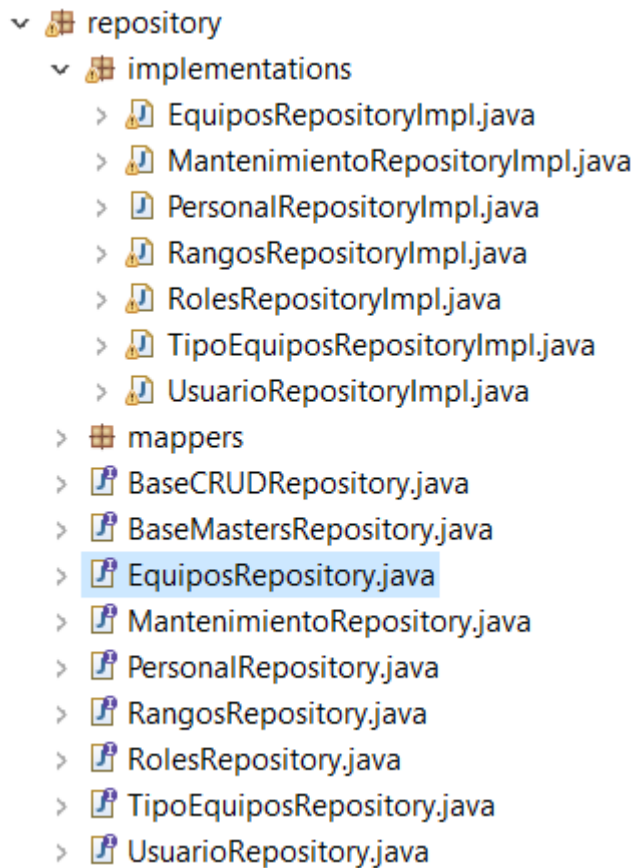 repository
implementations
EquiposRepositoryImpl.java
MantenimientoRepositoryImpl.java
PersonalRepositoryImpl.java
RangosRepositoryImpl.java
RolesRepositoryImpl.java
TipoEquiposRepositoryImpl.java
UsuarioRepositoryImpl.java
mappers
BaseCRUDRepository.java
BaseMastersRepository.java
EquiposRepository.java
MantenimientoRepository.java
PersonalRepository.java
RangosRepository.java
RolesRepository.java
TipoEquiposRepository.java
UsuarioRepository.java